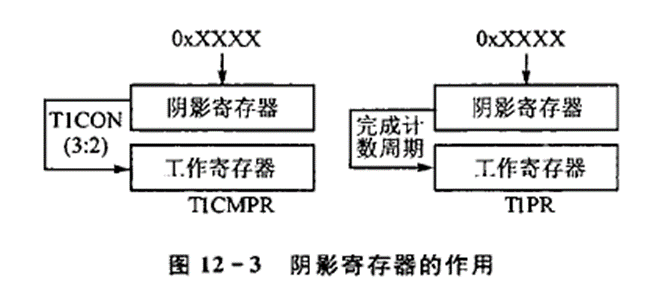 0xXXXX
阴影寄存器
T1CON
(3:2)
工作寄存器
T1CMPR
0xXXXX
阴影寄存器
完成计
数周期
工作寄存器
T1PR
图 12-3 阴影寄存器的作用